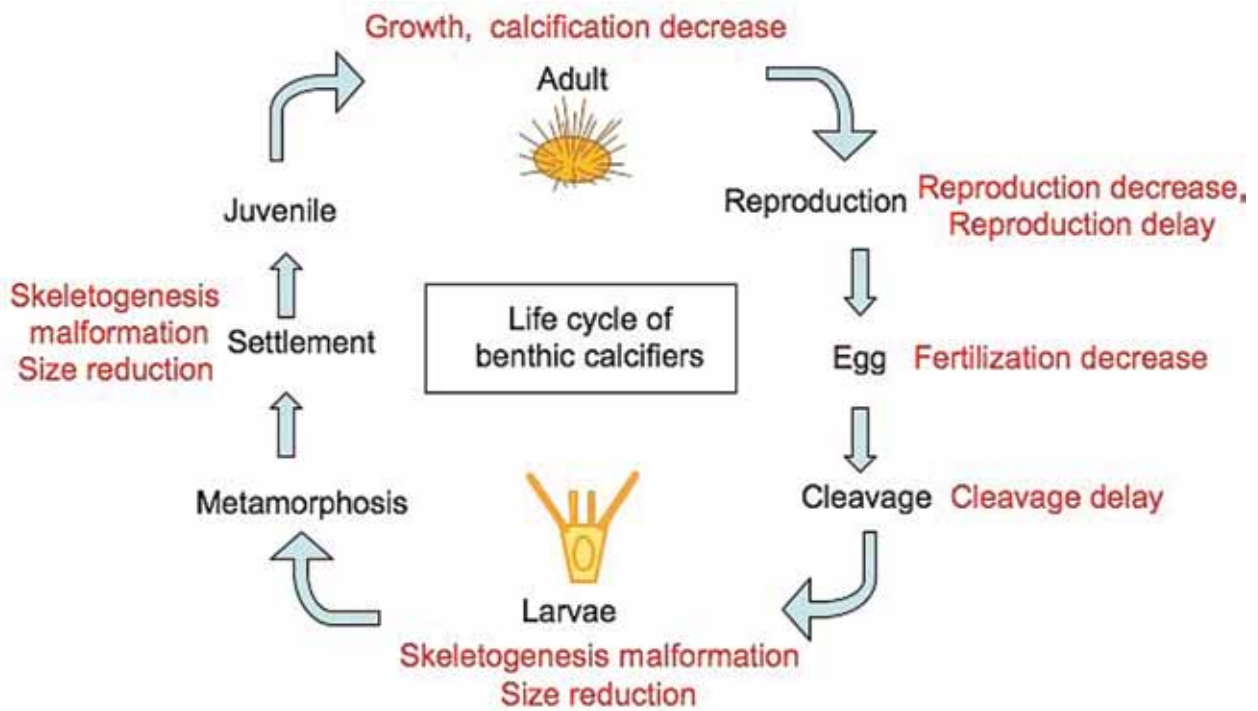 Growth, calcification decrease
Adult
Reproduction
Reproduction decrease,
Reproduction delay
Egg
Fertilization decrease
Cleavage
Cleavage delay
Larvae
Skeletogenesis malformation
Size reduction
Metamorphosis
Settlement
Skeletogenesis
malformation
Size reduction
Juvenile
Life cycle of
benthic calcifiers